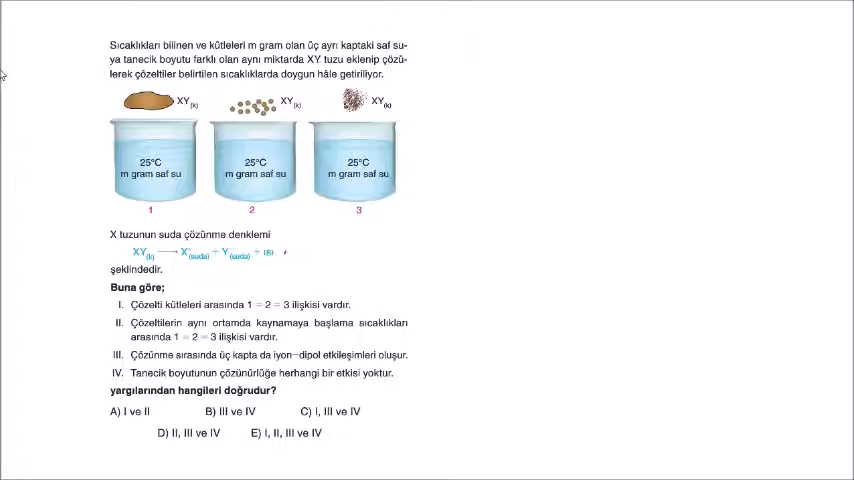 Sıcaklıkları bilinen ve kütleleri m gram olan üç ayrı kaptaki saf su-
ya tanecik boyutu farklı olan aynı miktarda XY tuzu eklenip çözü-
lerek çözeltiler belirtilen sıcaklıklarda doygun hâle getiriliyor.
XY(k) XY(k) XY(k)
25°C 25°C 25°C
m gram saf su m gram saf su m gram saf su
1 2 3
X tuzunun suda çözünme denklemi
XY(k) ⟶ X⁺(suda) + Y⁻(suda) + ısı
şeklindedir.
Buna göre;
I. Çözelti kütleleri arasında 1 = 2 = 3 ilişkisi vardır.
II. Çözeltilerin aynı ortamda kaynamaya başlama sıcaklıkları
arasında 1 = 2 = 3 ilişkisi vardır.
III. Çözünme sırasında üç kapta da iyon–dipol etkileşimleri oluşur.
IV. Tanecik boyutunun çözünürlüğe herhangi bir etkisi yoktur.
yargılarından hangileri doğrudur?
A) I ve II B) III ve IV C) I, III ve IV
D) II, III ve IV E) I, II, III ve IV